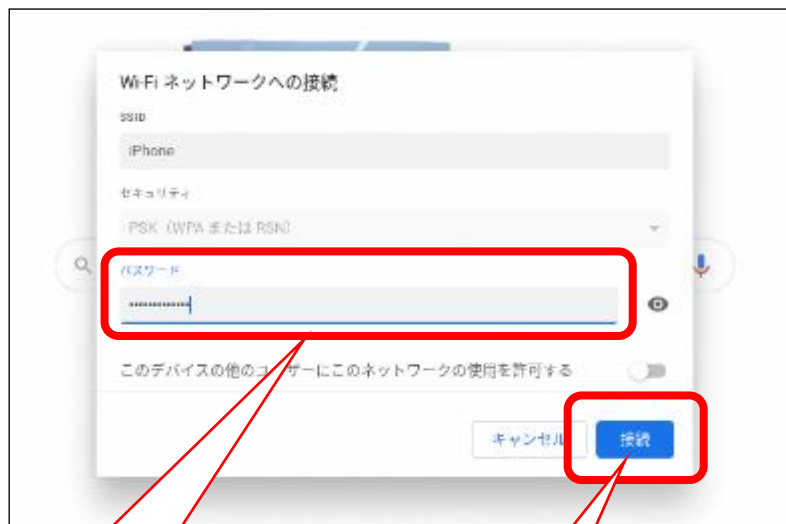 Wi-Fi ネットワークへの接続
SSID
iPhone
セキュリティ
PSK（WPA または RSN）
パスワード
このデバイスの他のユーザーにこのネットワークの使用を許可する
キャンセル
接続